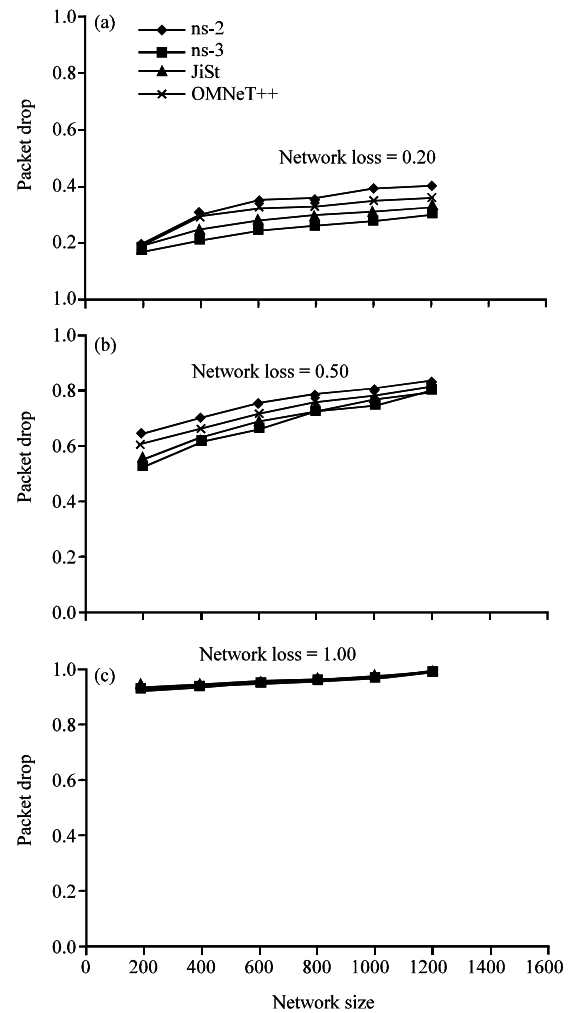 (a)
ns-2
ns-3
JiSt
OMNeT++
Network loss = 0.20
Packet drop
1.0
0.8
0.6
0.4
0.2
1.0
(b)
Network loss = 0.50
Packet drop
1.0
0.8
0.6
0.4
0.2
0.0
Network loss = 1.00
(c)
Packet drop
1.0
0.8
0.6
0.4
0.2
0.0
0 200 400 600 800 1000 1200 1400 1600
Network size